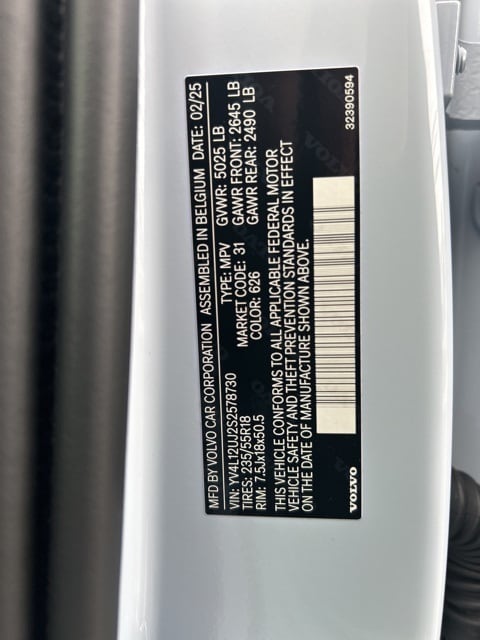 MFD BY VOLVO CAR CORPORATION ASSEMBLED IN BELGIUM DATE: 02/25
VIN: YV4L12UJ2S2578730 TYPE: MPV GVWR: 5025 LB
TIRES: 235/55R18 MARKET CODE: 31 GAWR FRONT: 2645 LB
RIM: 7.5Jx18x50.5 COLOR: 626 GAWR REAR: 2490 LB
THIS VEHICLE CONFORMS TO ALL APPLICABLE FEDERAL MOTOR
VEHICLE SAFETY AND THEFT PREVENTION STANDARDS IN EFFECT
ON THE DATE OF MANUFACTURE SHOWN ABOVE.
VOLVO 32390594